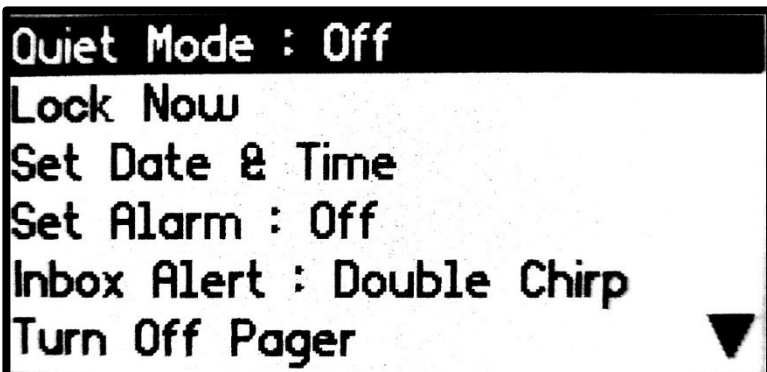 Quiet Mode : Off
Lock Now
Set Date & Time
Set Alarm : Off
Inbox Alert : Double Chirp
Turn Off Pager